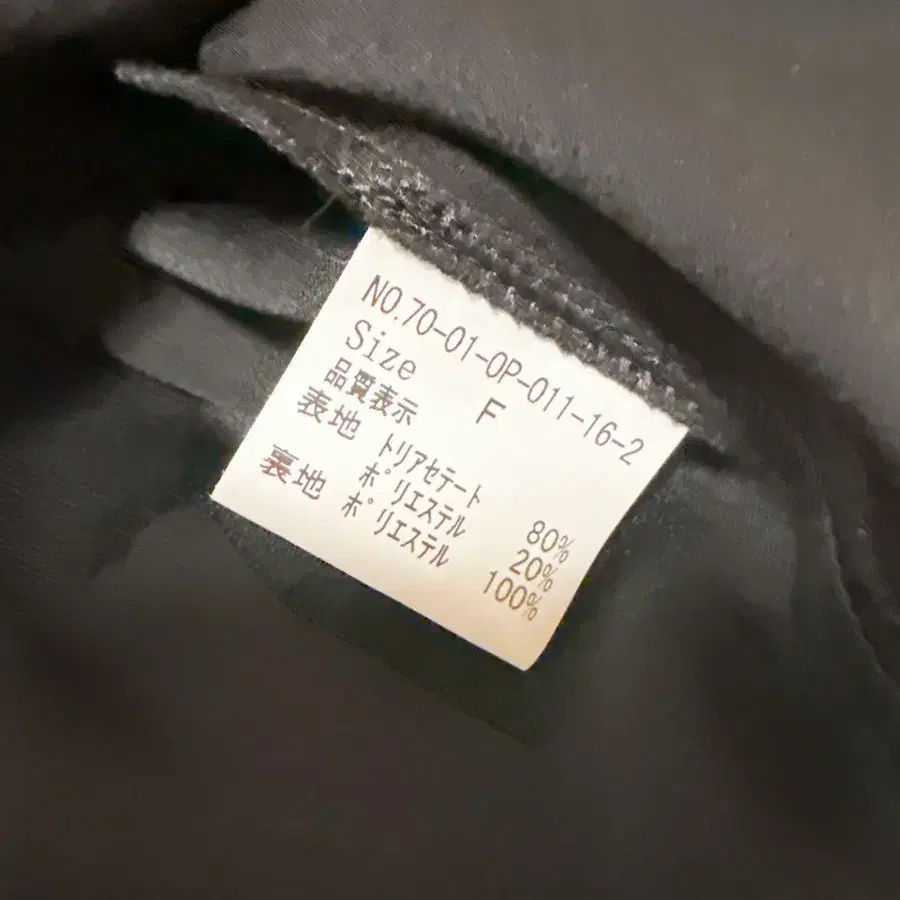 NO.70-01-OP-011-16-2
Size F
品質表示
表地 トリアセテート 80%
ポリエステル 20%
裏地 ポリエステル 100%